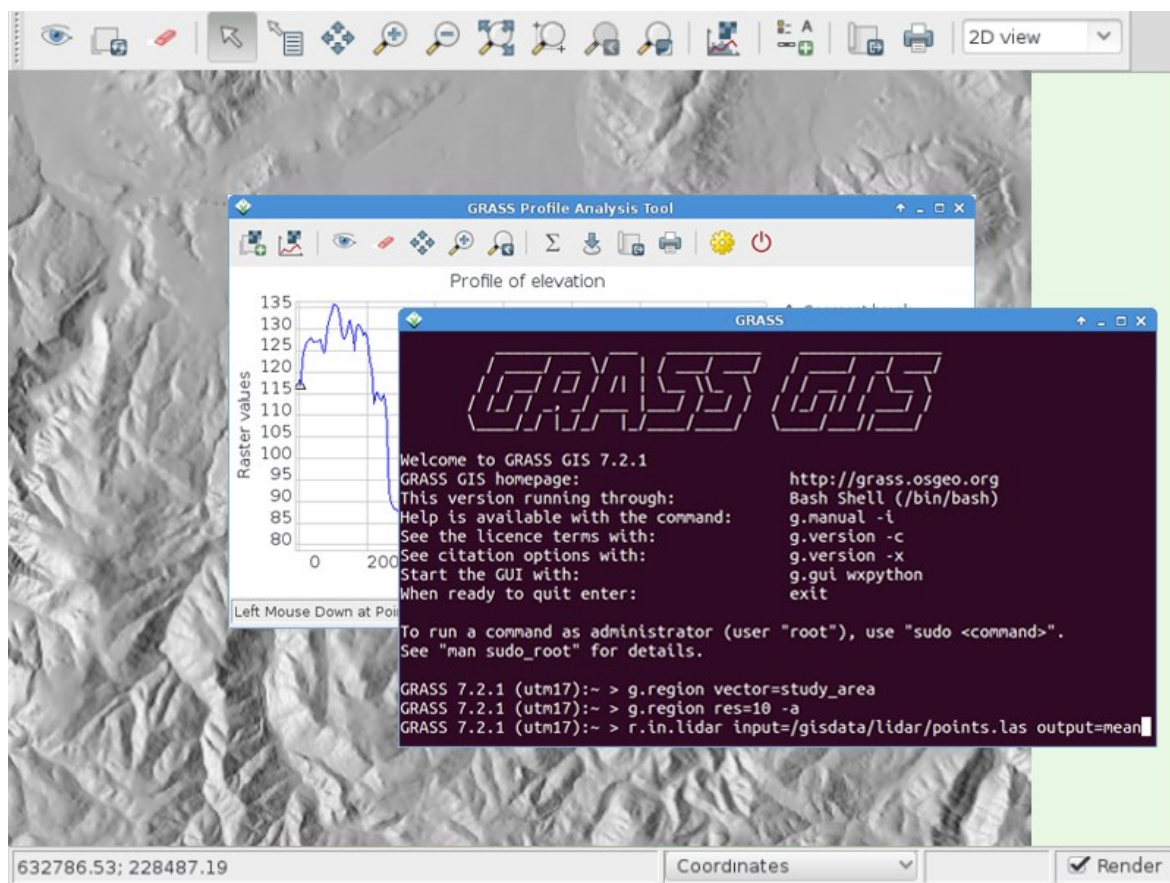 2D view
GRASS Profile Analysis Tool
Profile of elevation
135
130
125
120
115
110
105
100
95
90
85
80
Raster values
0
200
Left Mouse Down at
GRASS
GRASS GIS
Welcome to GRASS GIS 7.2.1
GRASS GIS homepage: http://grass.osgeo.org
This version running through: Bash Shell (/bin/bash)
Help is available with the command: g.manual -i
See the licence terms with: g.version -c
See citation options with: g.version -x
Start the GUI with: g.gui wxpython
When ready to quit enter: exit
To run a command as administrator (user "root"), use "sudo <command>".
See "man sudo_root" for details.
GRASS 7.2.1 (utm17):~ > g.region vector=study_area
GRASS 7.2.1 (utm17):~ > g.region res=10 -a
GRASS 7.2.1 (utm17):~ > r.in.lidar input=/gisdata/lidar/points.las output=mean
632786.53; 228487.19
Coordinates
Render